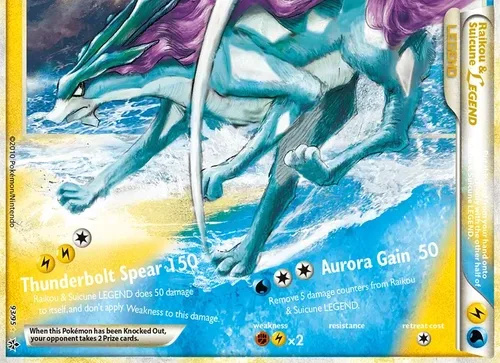 Thunderbolt Spear 150
Raikou & Suicune LEGEND does 50 damage
to itself, and don't apply Weakness to this damage.
Aurora Gain 50
Remove 5 damage counters from Raikou
& Suicune LEGEND.
When this Pokémon has been Knocked Out,
your opponent takes 2 Prize cards.
weakness
resistance
retreat cost
×2
93/95
©2010 Pokémon/Nintendo
Raikou &
Suicune LEGEND
LEGEND